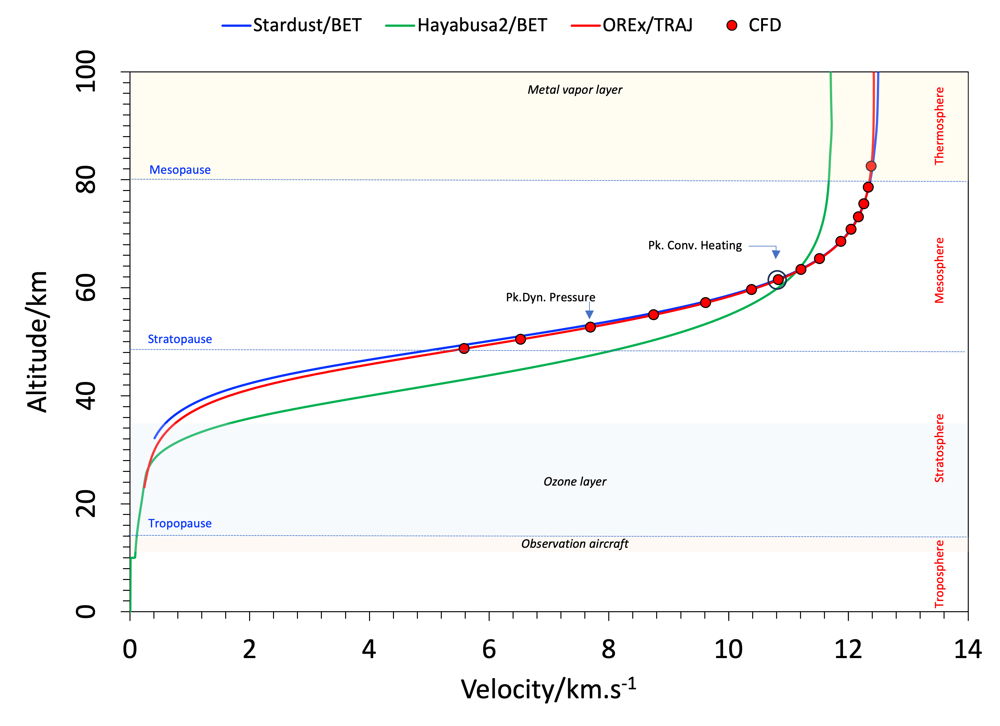 Stardust/BET Hayabusa2/BET OREx/TRAJ CFD
100
Metal vapor layer
Thermosphere
Mesopause
80
Pk. Conv. Heating
Mesosphere
Altitude/km
60
Pk.Dyn. Pressure
Stratopause
40
Stratosphere
Ozone layer
20
Tropopause
Observation aircraft
Troposphere
0
0 2 4 6 8 10 12 14
Velocity/km.s-1